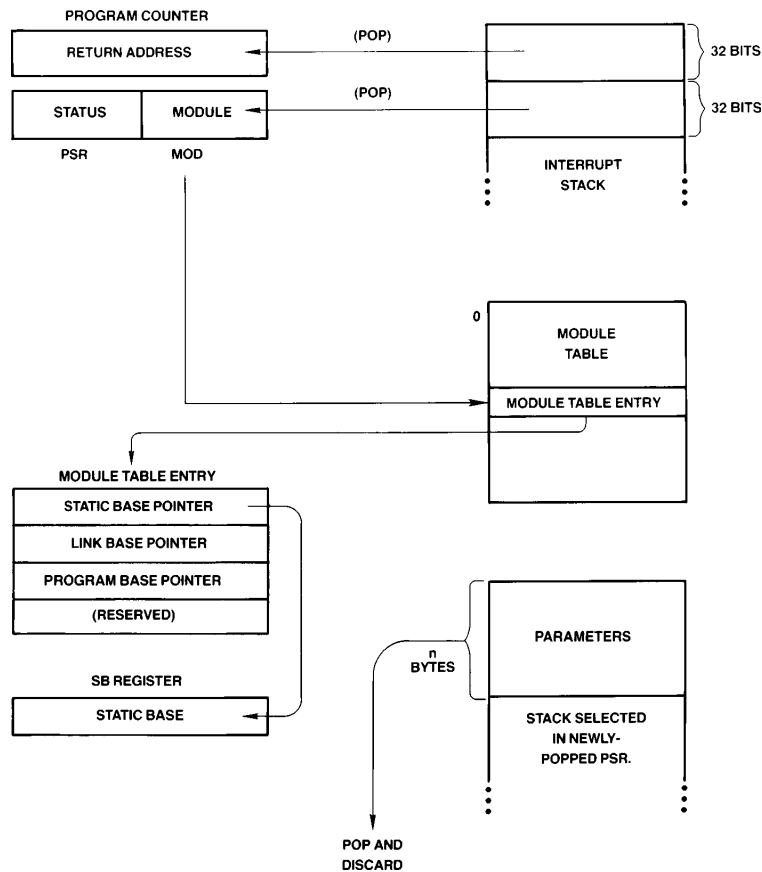 PROGRAM COUNTER
RETURN ADDRESS
(POP)
32 BITS
STATUS
MODULE
(POP)
32 BITS
PSR
MOD
INTERRUPT
STACK
0
MODULE
TABLE
MODULE TABLE ENTRY
MODULE TABLE ENTRY
STATIC BASE POINTER
LINK BASE POINTER
PROGRAM BASE POINTER
(RESERVED)
n
BYTES
PARAMETERS
SB REGISTER
STATIC BASE
STACK SELECTED
IN NEWLY-
POPPED PSR.
POP AND
DISCARD